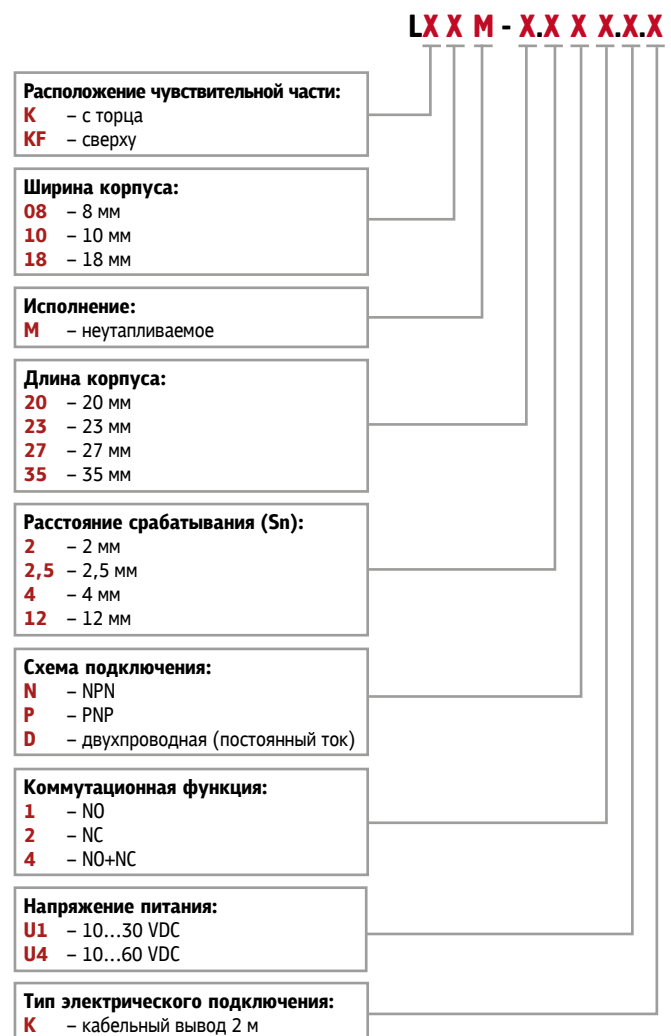 LX X M - X.X X X.X.X
Расположение чувствительной части:
K – с торца
KF – сверху
Ширина корпуса:
08 – 8 мм
10 – 10 мм
18 – 18 мм
Исполнение:
M – неутапливаемое
Длина корпуса:
20 – 20 мм
23 – 23 мм
27 – 27 мм
35 – 35 мм
Расстояние срабатывания (Sn):
2 – 2 мм
2,5 – 2,5 мм
4 – 4 мм
12 – 12 мм
Схема подключения:
N – NPN
P – PNP
D – двухпроводная (постоянный ток)
Коммутационная функция:
1 – NO
2 – NC
4 – NO+NC
Напряжение питания:
U1 – 10...30 VDC
U4 – 10...60 VDC
Тип электрического подключения:
K – кабельный вывод 2 м